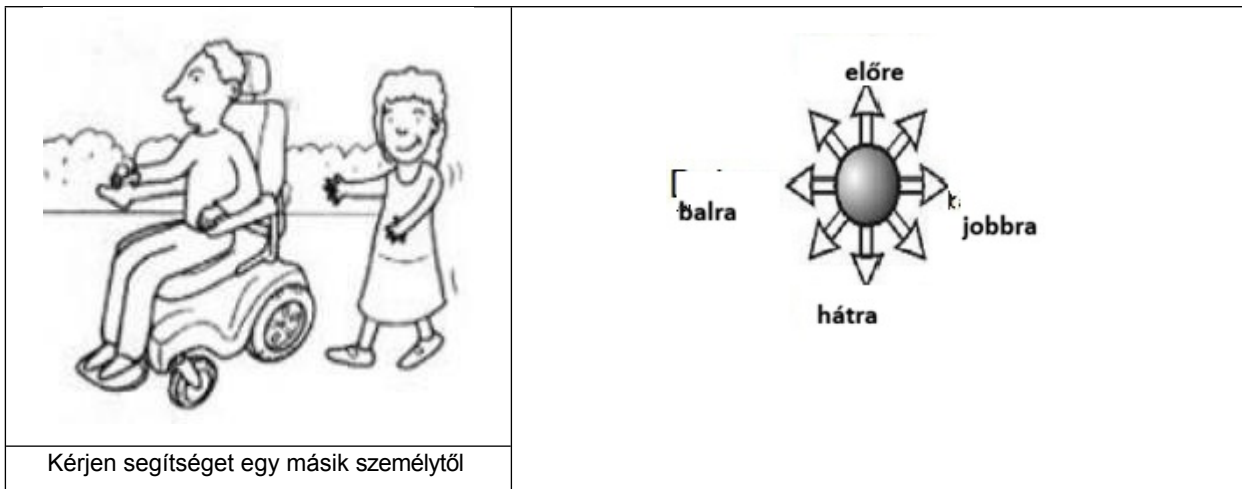 előre
balra
jobbra
hátra
Kérjen segítséget egy másik személytől